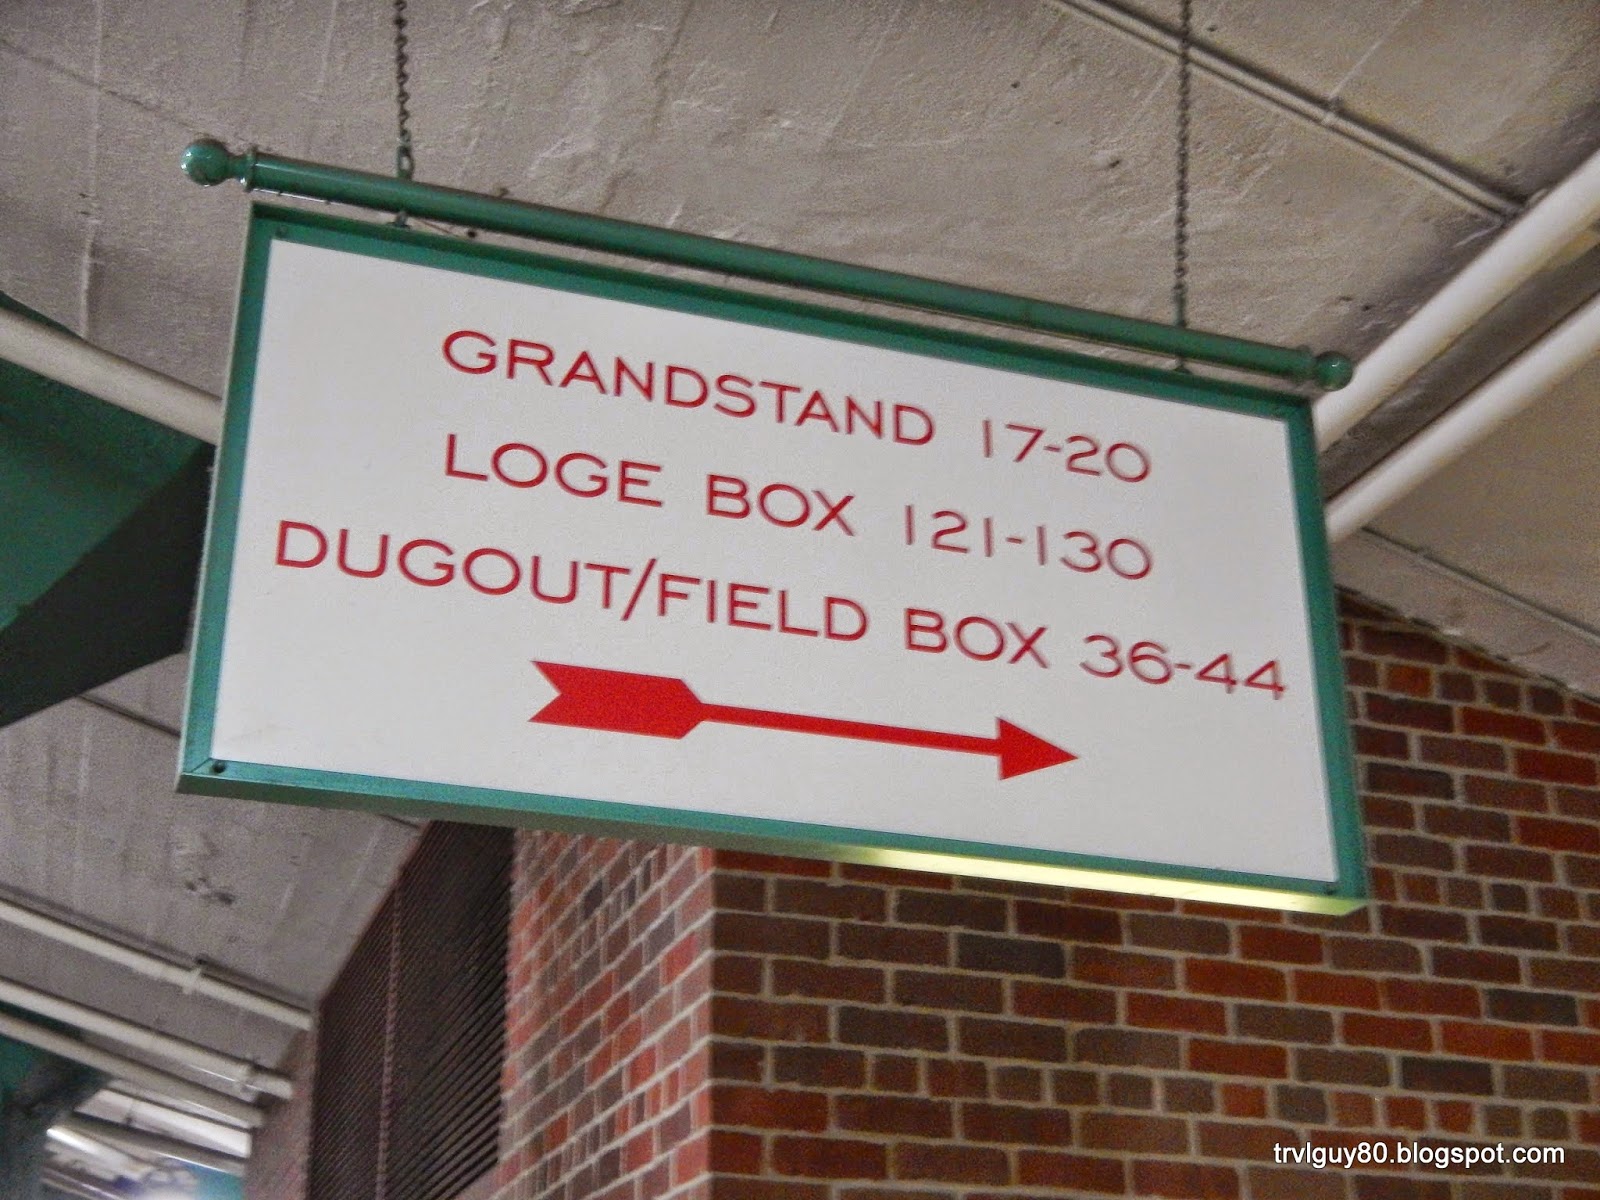 GRANDSTAND 17-20
LOGE BOX 121-130
DUGOUT/FIELD BOX 36-44
trvlguy80.blogspot.com